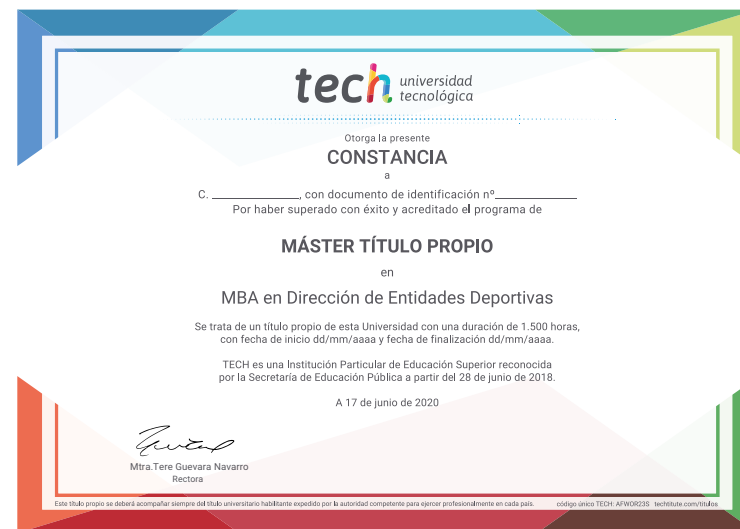 tech universidad
tecnológica
Otorga la presente
CONSTANCIA
a
C. ______________, con documento de identificación nº_____________
Por haber superado con éxito y acreditado el programa de
MÁSTER TÍTULO PROPIO
en
MBA en Dirección de Entidades Deportivas
Se trata de un título propio de esta Universidad con una duración de 1.500 horas,
con fecha de inicio dd/mm/aaaa y fecha de finalización dd/mm/aaaa.
TECH es una Institución Particular de Educación Superior reconocida
por la Secretaría de Educación Pública a partir del 28 de junio de 2018.
A 17 de junio de 2020
Mtra.Tere Guevara Navarro
Rectora
Este título propio se deberá acompañar siempre del título universitario habilitante expedido por la autoridad competente para ejercer profesionalmente en cada país. código único TECH: AFWOR23S techtitute.com/titulos